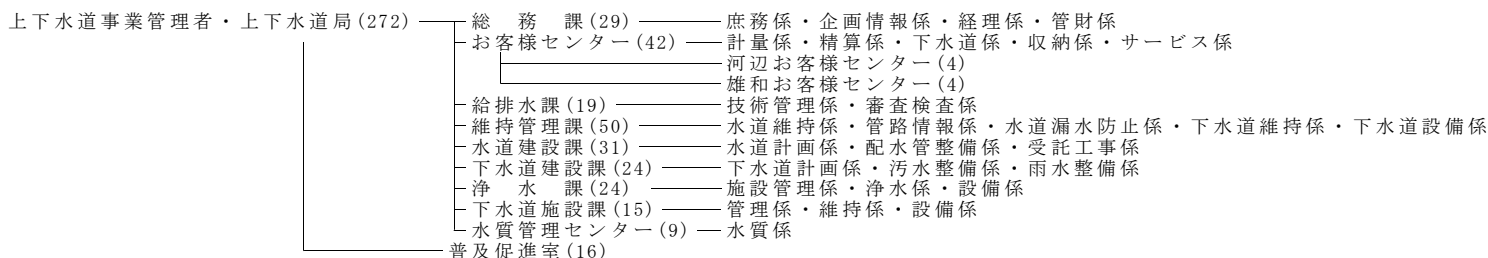 上下水道事業管理者・上下水道局(272) 総務課(29) 庶務係・企画情報係・経理係・管財係
お客様センター(42) 計量係・精算係・下水道係・収納係・サービス係
河辺お客様センター(4)
雄和お客様センター(4)
給排水課(19) 技術管理係・審査検査係
維持管理課(50) 水道維持係・管路情報係・水道漏水防止係・下水道維持係・下水道設備係
水道建設課(31) 水道計画係・配水管整備係・受託工事係
下水道建設課(24) 下水道計画係・汚水整備係・雨水整備係
浄水課(24) 施設管理係・浄水係・設備係
下水道施設課(15) 管理係・維持係・設備係
水質管理センター(9) 水質係
普及促進室(16)